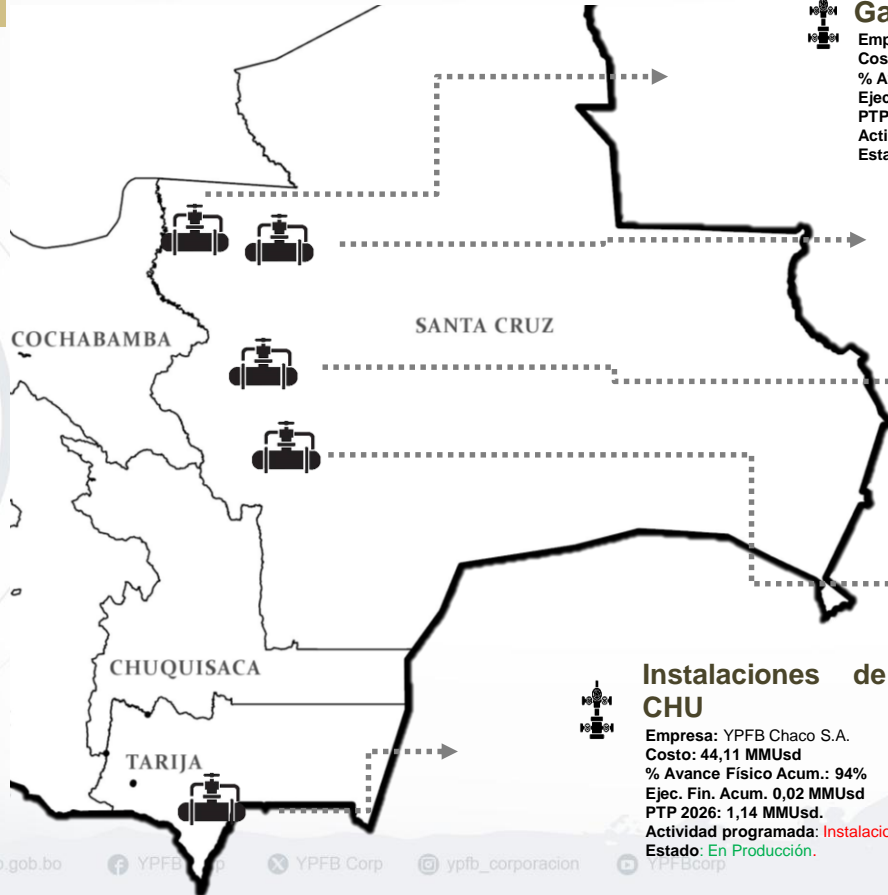 Ga
Emp
Cos
% A
Ejec
PTP
Acti
Esta
COCHABAMBA
SANTA CRUZ
CHUQUISACA
TARIJA
Instalaciones de
CHU
Empresa: YPFB Chaco S.A.
Costo: 44,11 MMUsd
% Avance Físico Acum.: 94%
Ejec. Fin. Acum. 0,02 MMUsd
PTP 2026: 1,14 MMUsd.
Actividad programada: Instalacio
Estado: En Producción.
o.gob.bo YPFB Corp YPFB Corp ypfb_corporacion YPFBcorp